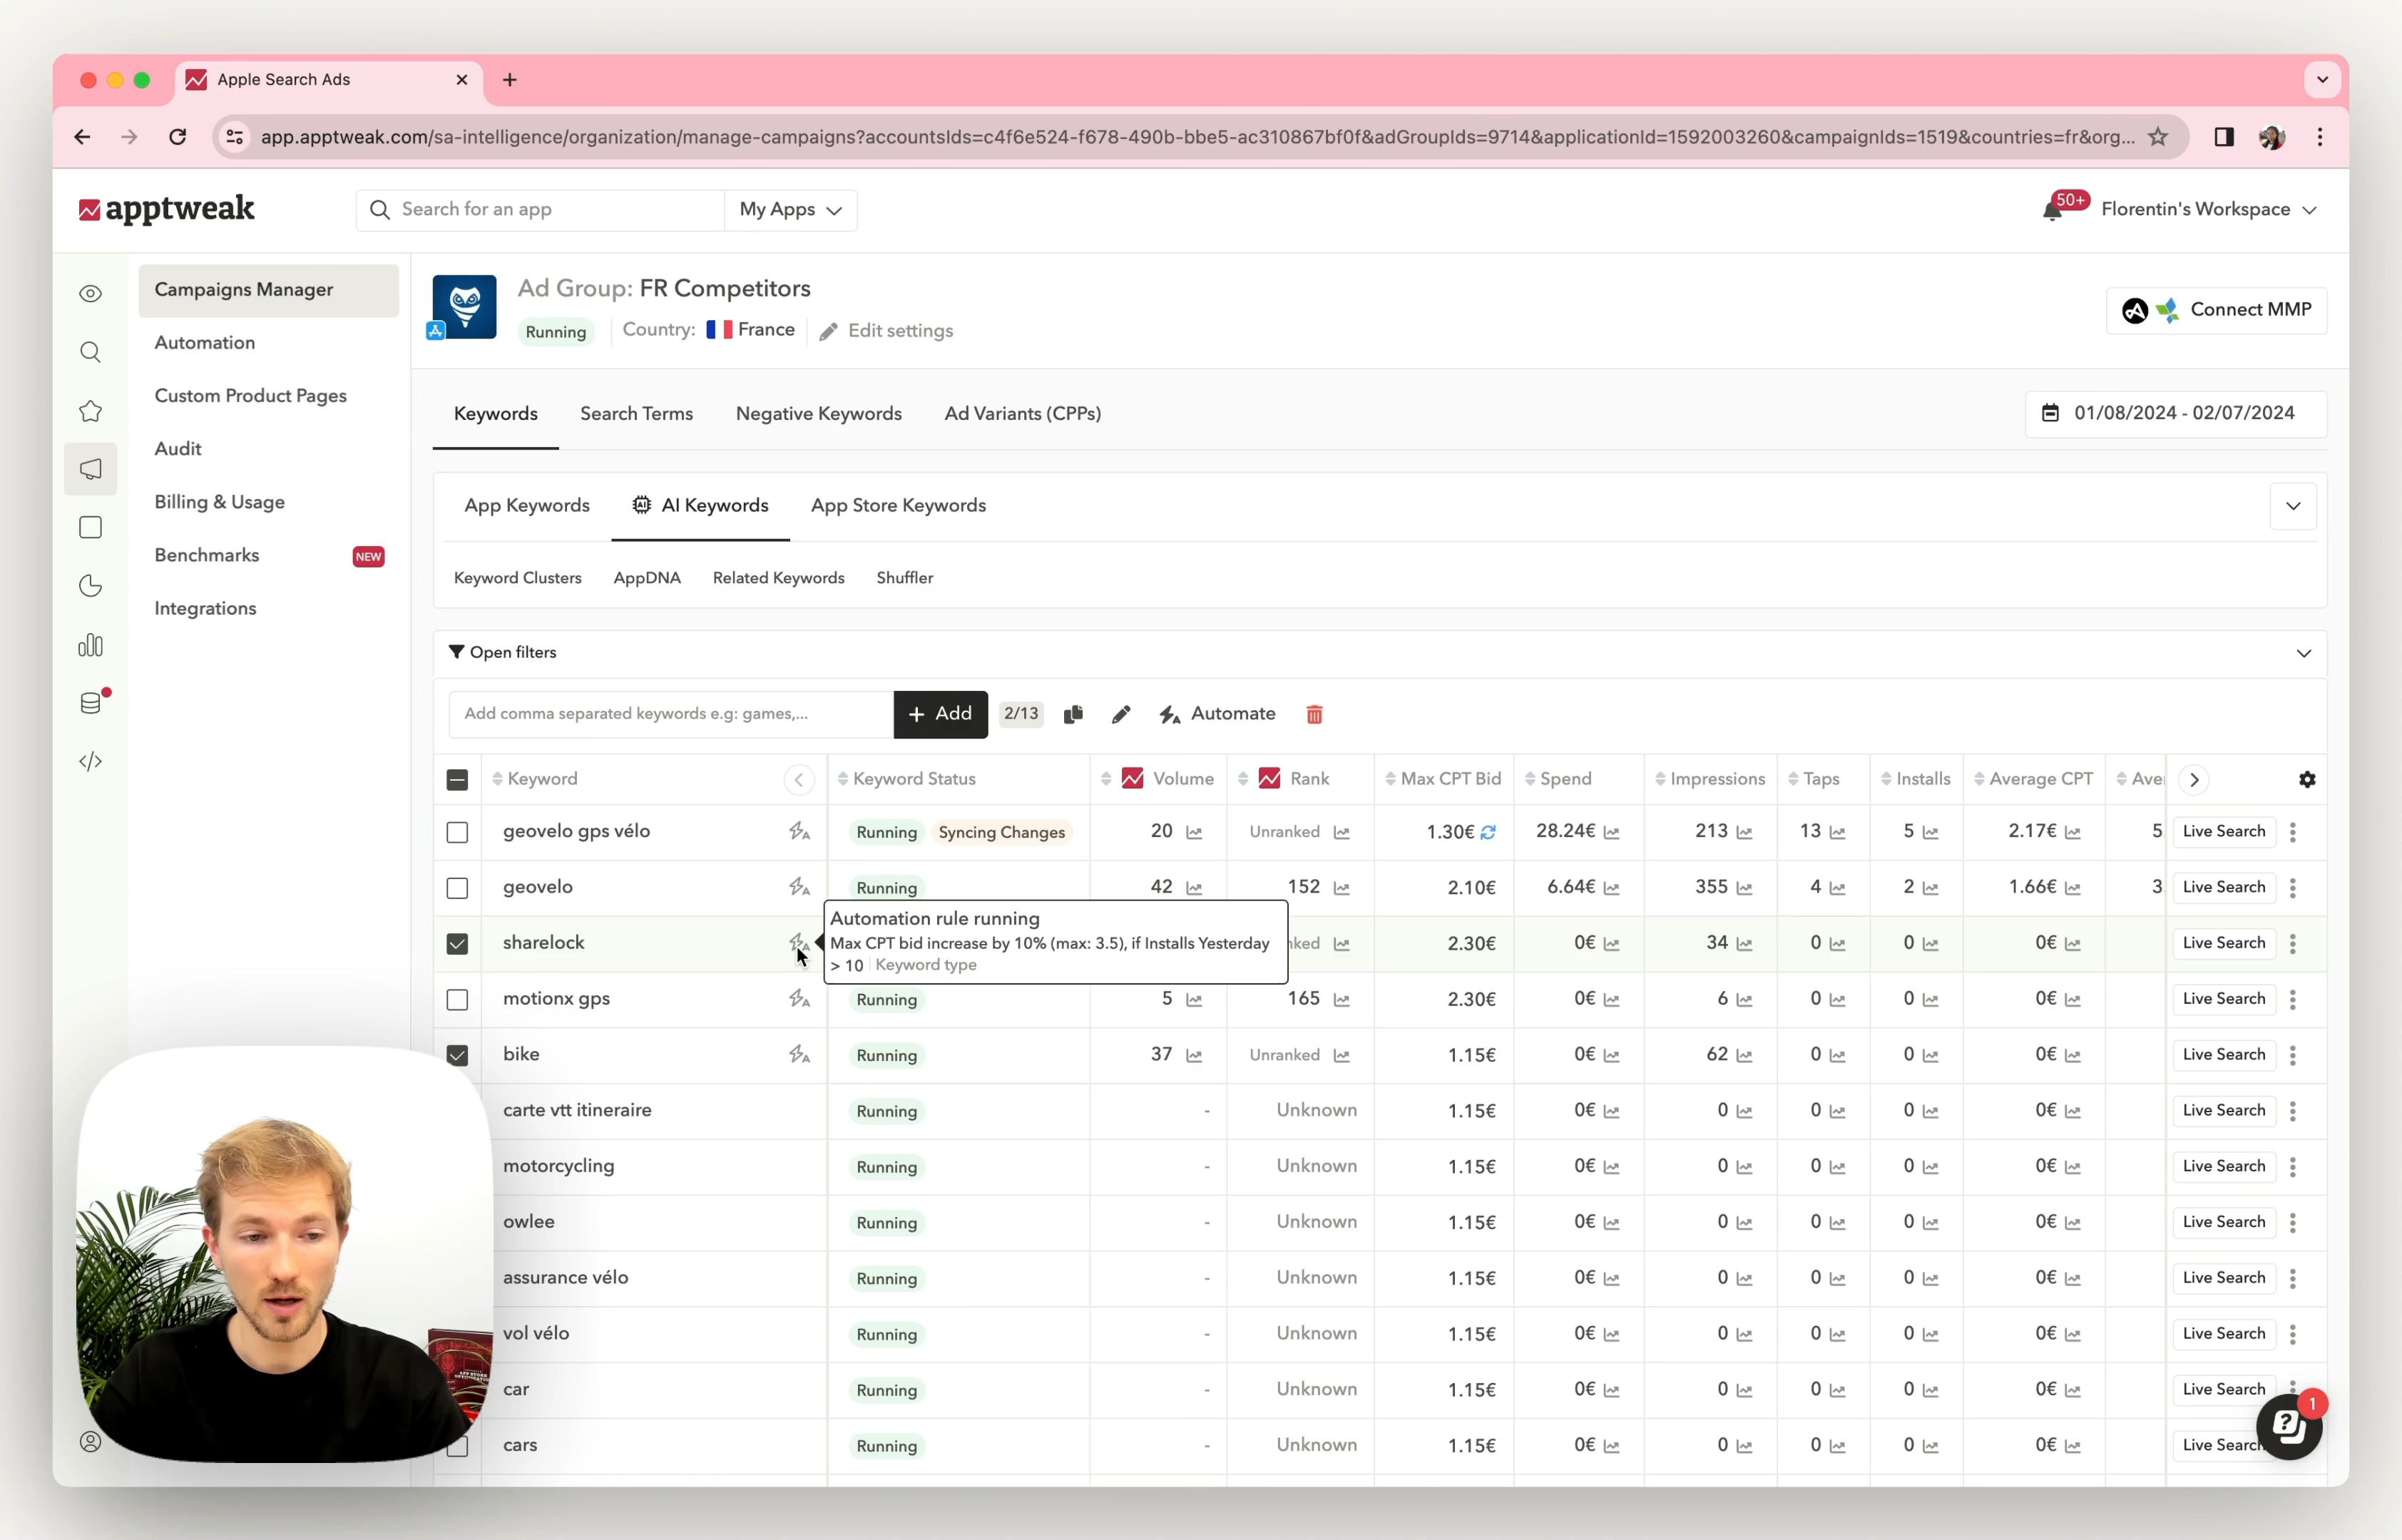 Apple Search Ads
app.apptweak.com/sa-intelligence/organization/manage-campaigns?accountsIds=c4f6e524-f678-490b-bbe5-ac310867bf0f&adGroupIds=9714&applicationId=1592003260&campaignIds=1519&countries=fr&org...
apptweak
Search for an app
My Apps
50+
Florentin's Workspace
Campaigns Manager
Automation
Custom Product Pages
Audit
Billing & Usage
Benchmarks NEW
Integrations
Ad Group: FR Competitors
Running Country: France Edit settings
Connect MMP
Keywords Search Terms Negative Keywords Ad Variants (CPPs)
01/08/2024 - 02/07/2024
App Keywords AI AI Keywords App Store Keywords
Keyword Clusters AppDNA Related Keywords Shuffler
Open filters
Add comma separated keywords e.g: games,... + Add 2/13 Automate
Keyword Keyword Status Volume Rank Max CPT Bid Spend Impressions Taps Installs Average CPT Aver
geovelo gps vélo Running Syncing Changes 20 Unranked 1.30€ 28.24€ 213 13 5 2.17€ 5. Live Search
geovelo Running 42 152 2.10€ 6.64€ 355 4 2 1.66€ 3. Live Search
sharelock nked 2.30€ 0€ 34 0 0 0€ Live Search
Automation rule running
Max CPT bid increase by 10% (max: 3.5), if Installs Yesterday
> 10 Keyword type
motionx gps Running 5 165 2.30€ 0€ 6 0 0 0€ Live Search
bike Running 37 Unranked 1.15€ 0€ 62 0 0 0€ Live Search
carte vtt itineraire Running - Unknown 1.15€ 0€ 0 0 0 0€ Live Search
motorcycling Running - Unknown 1.15€ 0€ 0 0 0 0€ Live Search
owlee Running - Unknown 1.15€ 0€ 0 0 0 0€ Live Search
assurance vélo Running - Unknown 1.15€ 0€ 0 0 0 0€ Live Search
vol vélo Running - Unknown 1.15€ 0€ 0 0 0 0€ Live Search
car Running - Unknown 1.15€ 0€ 0 0 0 0€ Live Search
cars Running - Unknown 1.15€ 0€ 0 0 0 0€ Live Search
1